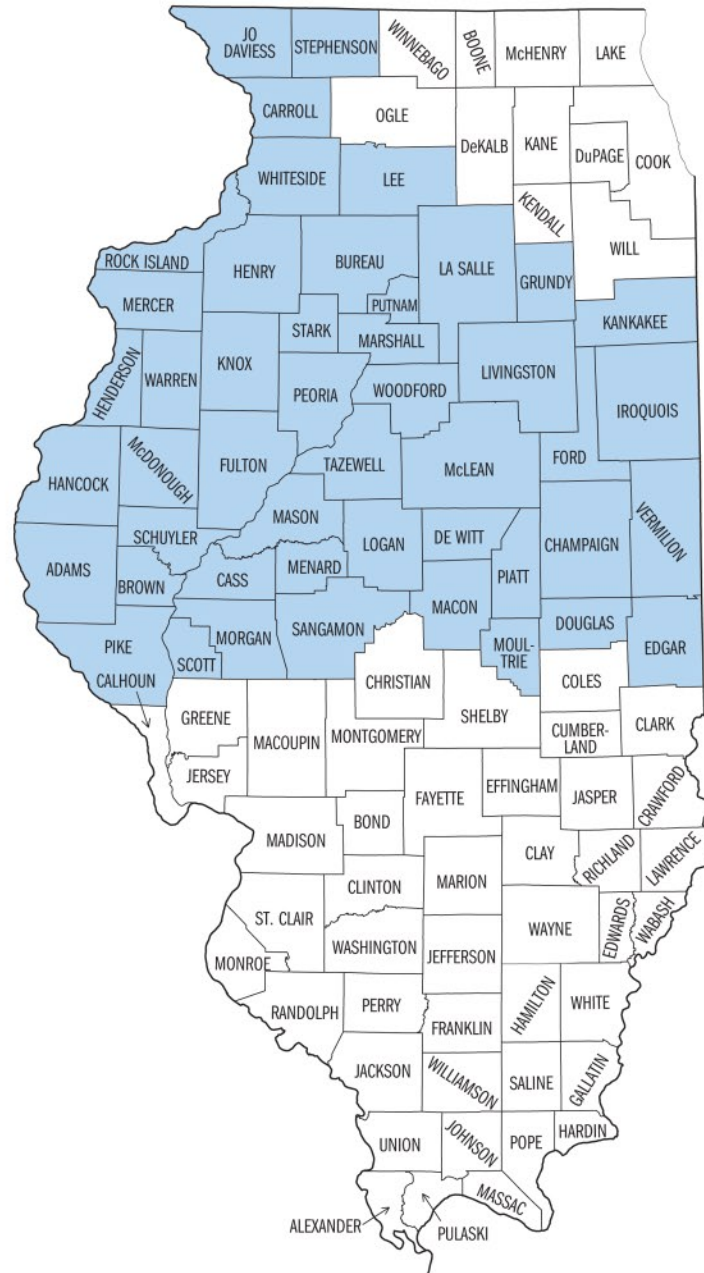 JO
DAVIESS
STEPHENSON
WINNEBAGO
BOONE
McHENRY
LAKE
CARROLL
OGLE
DeKALB
KANE
DuPAGE
COOK
WHITESIDE
LEE
KENDALL
WILL
ROCK ISLAND
HENRY
BUREAU
LA SALLE
GRUNDY
MERCER
PUTNAM
KANKAKEE
STARK
MARSHALL
HENDERSON
WARREN
KNOX
PEORIA
WOODFORD
LIVINGSTON
IROQUOIS
HANCOCK
McDONOUGH
FULTON
TAZEWELL
McLEAN
FORD
MASON
SCHUYLER
LOGAN
DE WITT
CHAMPAIGN
VERMILION
ADAMS
BROWN
CASS
MENARD
PIATT
MACON
PIKE
SCOTT
MORGAN
SANGAMON
MOUL-
TRIE
DOUGLAS
EDGAR
CALHOUN
CHRISTIAN
COLES
GREENE
MACOUPIN
MONTGOMERY
SHELBY
CUMBER-
LAND
CLARK
JERSEY
FAYETTE
EFFINGHAM
JASPER
CRAWFORD
MADISON
BOND
CLAY
RICHLAND
LAWRENCE
CLINTON
MARION
ST. CLAIR
WAYNE
EDWARDS
WABASH
WASHINGTON
JEFFERSON
MONROE
RANDOLPH
PERRY
HAMILTON
WHITE
FRANKLIN
JACKSON
WILLIAMSON
SALINE
GALLATIN
UNION
JOHNSON
POPE
HARDIN
MASSAC
ALEXANDER
PULASKI